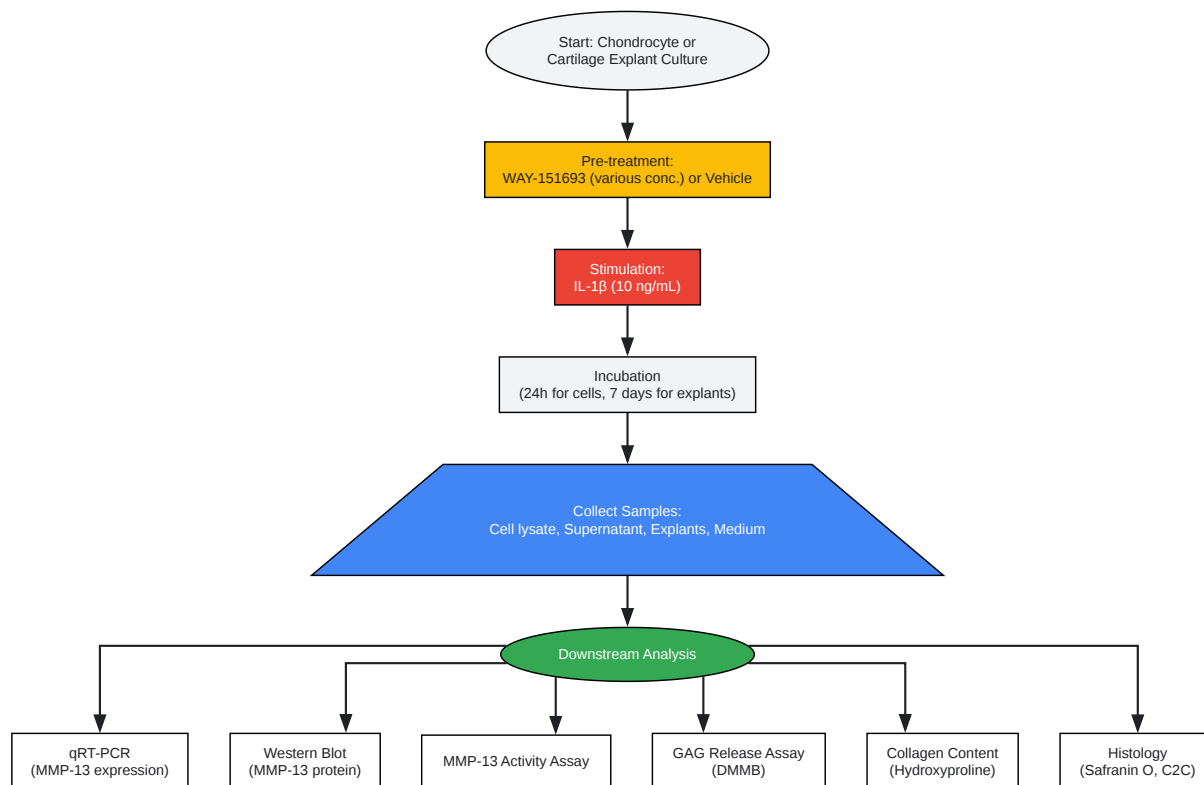 Start: Chondrocyte or
Cartilage Explant Culture
Pre-treatment:
WAY-151693 (various conc.) or Vehicle
Stimulation:
IL-1β (10 ng/mL)
Incubation
(24h for cells, 7 days for explants)
Collect Samples:
Cell lysate, Supernatant, Explants, Medium
Downstream Analysis
qRT-PCR
(MMP-13 expression)
Western Blot
(MMP-13 protein)
MMP-13 Activity Assay
GAG Release Assay
(DMMB)
Collagen Content
(Hydroxyproline)
Histology
(Safranin O, C2C)